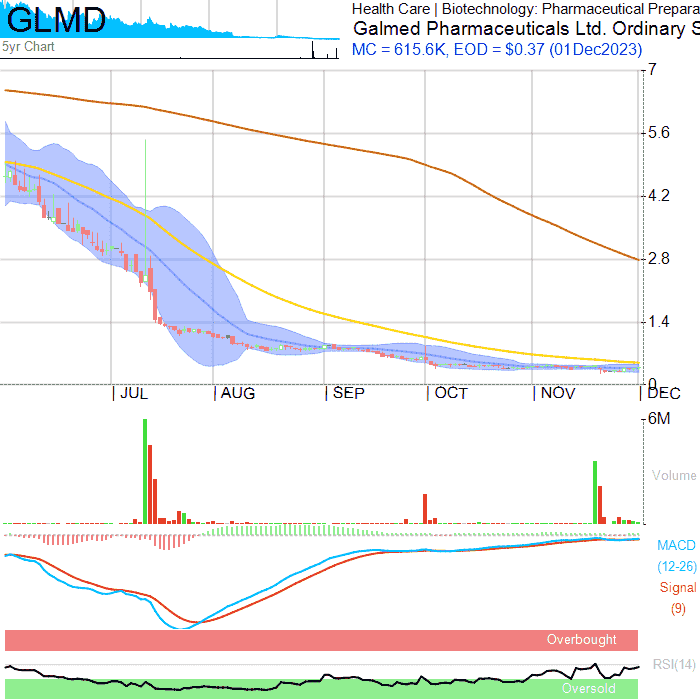 GLMD
5yr Chart
Health Care | Biotechnology: Pharmaceutical Prepara
Galmed Pharmaceuticals Ltd. Ordinary S
MC = 615.6K, EOD = $0.37 (01Dec2023)
7
5.6
4.2
2.8
1.4
0
JUL AUG SEP OCT NOV DEC
6M
Volume
MACD
(12-26)
Signal
(9)
Overbought
RSI(14)
Oversold